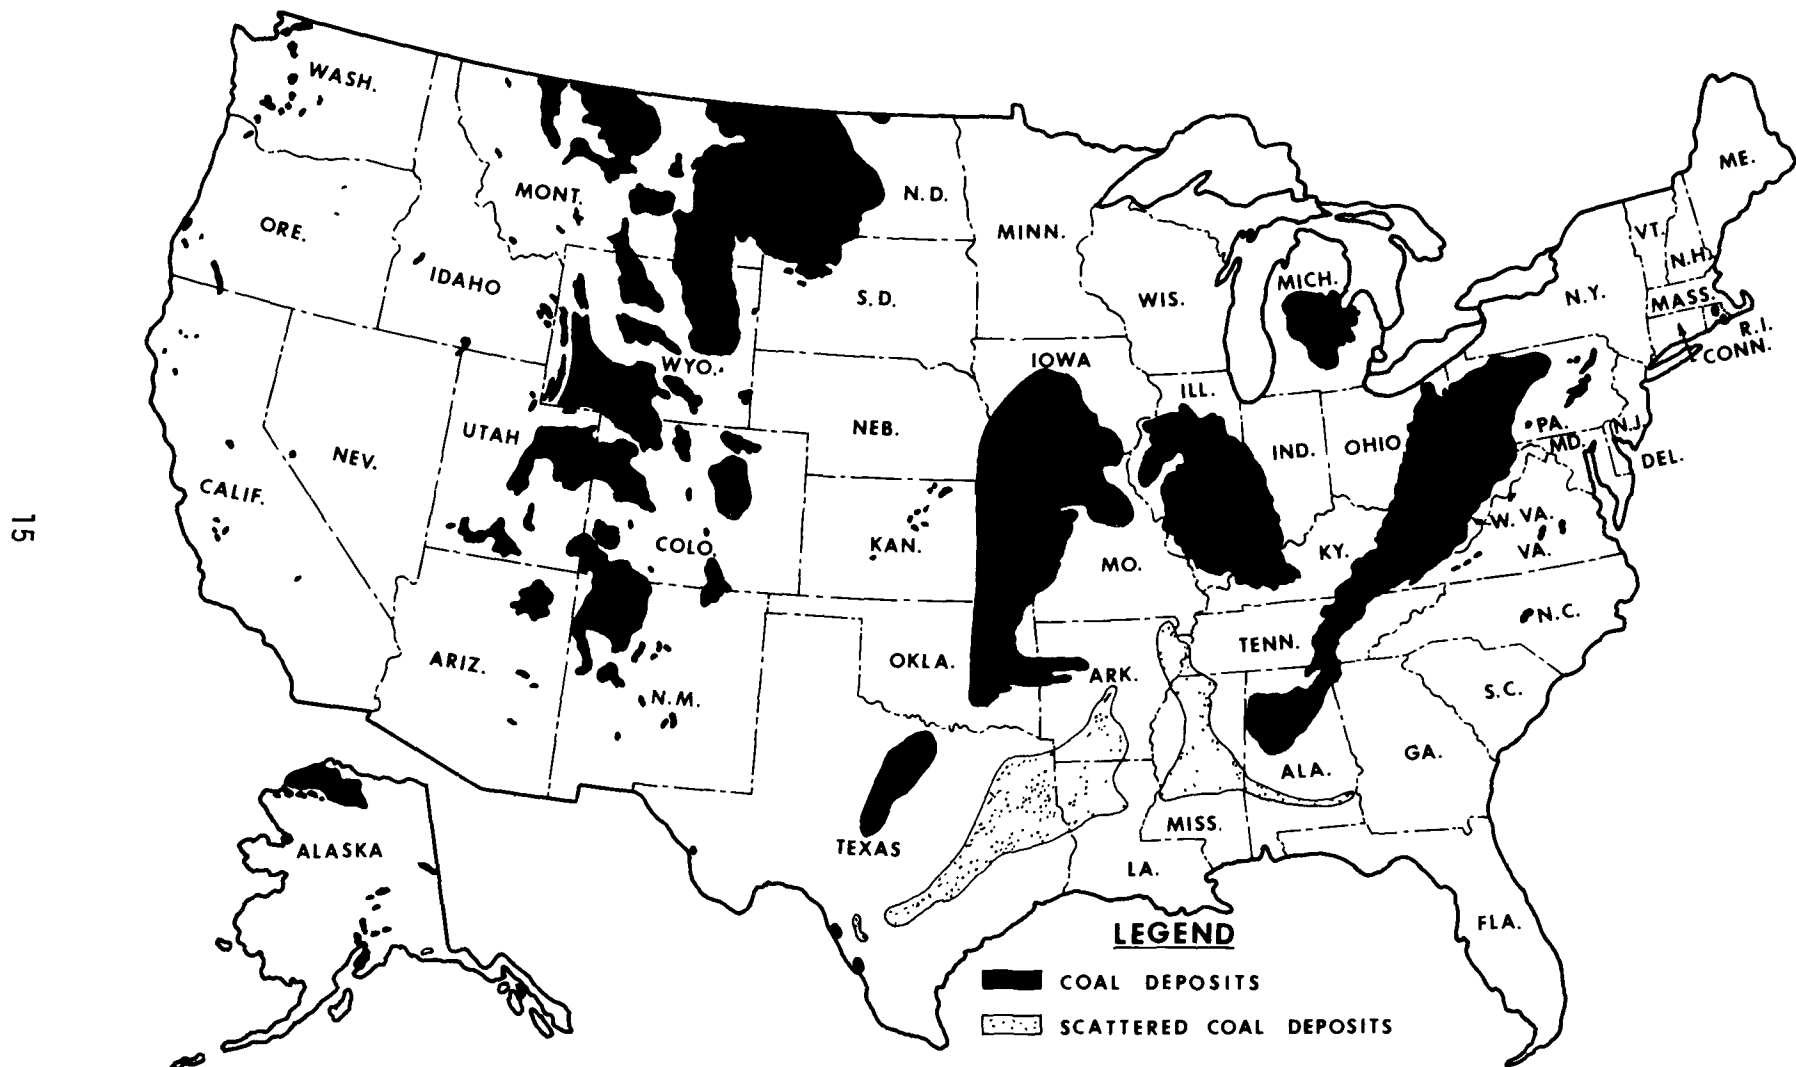 WASH.
ME.
MONT.
N.D.
MINN.
VT.
ORE.
N.H.
IDAHO
MICH.
S.D.
WIS.
N.Y.
MASS.
R.I.
CONN.
IOWA
WYO.
ILL.
NEB.
UTAH
PA.
N.J.
NEV.
IND.
OHIO
MD.
DEL.
CALIF.
W. VA.
15
COLO.
KAN.
KY.
VA.
MO.
N.C.
TENN.
ARIZ.
OKLA.
ARK.
N.M.
S.C.
GA.
ALA.
MISS.
ALASKA
TEXAS
LA.
FLA.
LEGEND
COAL DEPOSITS
SCATTERED COAL DEPOSITS